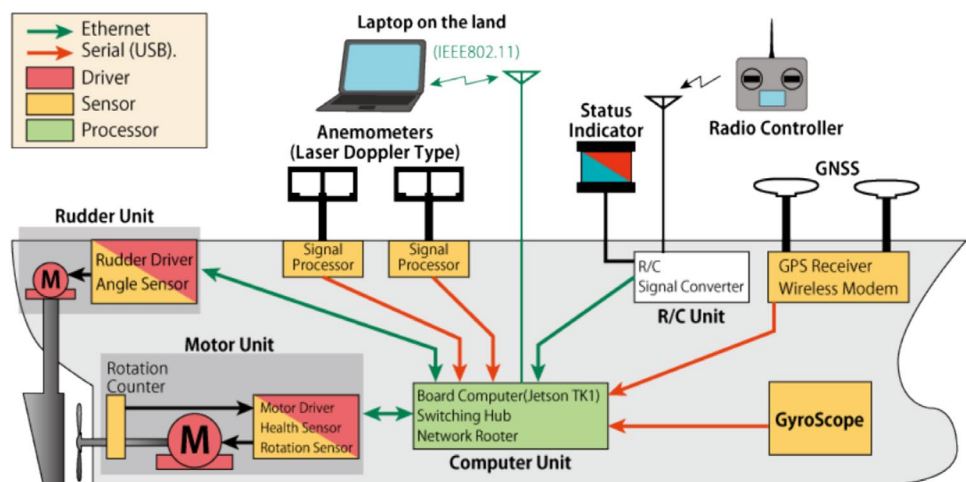 Ethernet
Serial (USB).
Driver
Sensor
Processor
Laptop on the land
(IEEE802.11)
Anemometers
(Laser Doppler Type)
Status
Indicator
Radio Controller
GNSS
Rudder Unit
M
Rudder Driver
Angle Sensor
Signal
Processor
Signal
Processor
R/C
Signal Converter
R/C Unit
GPS Receiver
Wireless Modem
Motor Unit
Rotation
Counter
M
Motor Driver
Health Sensor
Rotation Sensor
Board Computer(Jetson TK1)
Switching Hub
Network Rooter
Computer Unit
GyroScope